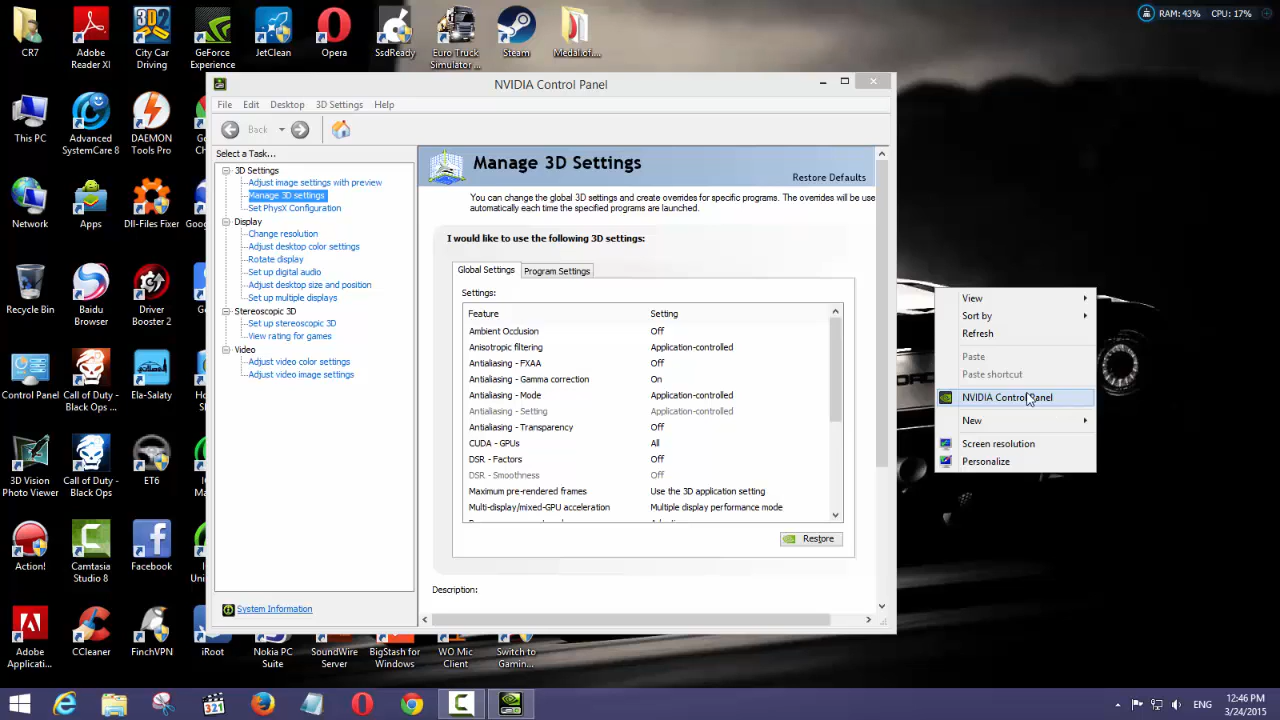 RAM: 43% CPU: 17%
CR7
Adobe
Reader XI
City Car
Driving
GeForce
Experience
JetClean
Opera
SsdReady
Euro Truck
Simulator ...
Steam
Medal.of....
This PC
Advanced
SystemCare 8
DAEMON
Tools Pro
Network
Apps
Dll-Files Fixer
Recycle Bin
Baidu
Browser
Driver
Booster 2
Control Panel
Call of Duty -
Black Ops ...
Ela-Salaty
3D Vision
Photo Viewer
Call of Duty -
Black Ops
ET6
Action!
Camtasia
Studio 8
Facebook
Adobe
Applicati...
CCleaner
FinchVPN
iRoot
Nokia PC
Suite
SoundWire
Server
BigStash for
Windows
WO Mic
Client
Switch to
Gamin...
NVIDIA Control Panel
File Edit Desktop 3D Settings Help
Back
Select a Task...
3D Settings
Adjust image settings with preview
Manage 3D settings
Set PhysX Configuration
Display
Change resolution
Adjust desktop color settings
Rotate display
Set up digital audio
Adjust desktop size and position
Set up multiple displays
Stereoscopic 3D
Set up stereoscopic 3D
View rating for games
Video
Adjust video color settings
Adjust video image settings
System Information
Manage 3D Settings
Restore Defaults
You can change the global 3D settings and create overrides for specific programs. The overrides will be use
automatically each time the specified programs are launched.
I would like to use the following 3D settings:
Global Settings Program Settings
Settings:
Feature Setting
Ambient Occlusion Off
Anisotropic filtering Application-controlled
Antialiasing - FXAA Off
Antialiasing - Gamma correction On
Antialiasing - Mode Application-controlled
Antialiasing - Setting Application-controlled
Antialiasing - Transparency Off
CUDA - GPUs All
DSR - Factors Off
DSR - Smoothness Off
Maximum pre-rendered frames Use the 3D application setting
Multi-display/mixed-GPU acceleration Multiple display performance mode
Restore
Description:
View
Sort by
Refresh
Paste
Paste shortcut
NVIDIA Control Panel
New
Screen resolution
Personalize
321
ENG
12:46 PM
3/24/2015